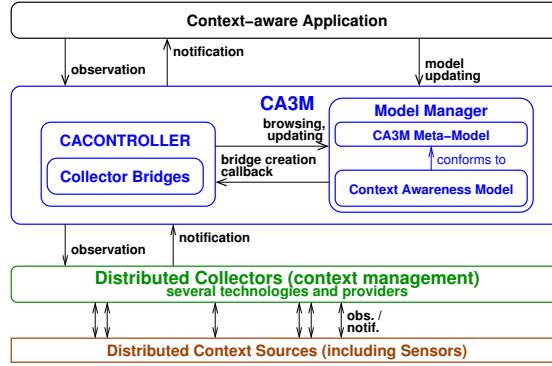 Context−aware Application
notification
observation
model
updating
CA3M
Model Manager
browsing,
updating
CACONTROLLER
CA3M Meta−Model
bridge creation
callback
conforms to
Collector Bridges
Context Awareness Model
notification
observation
Distributed Collectors (context management)
several technologies and providers
obs. /
notif.
Distributed Context Sources (including Sensors)